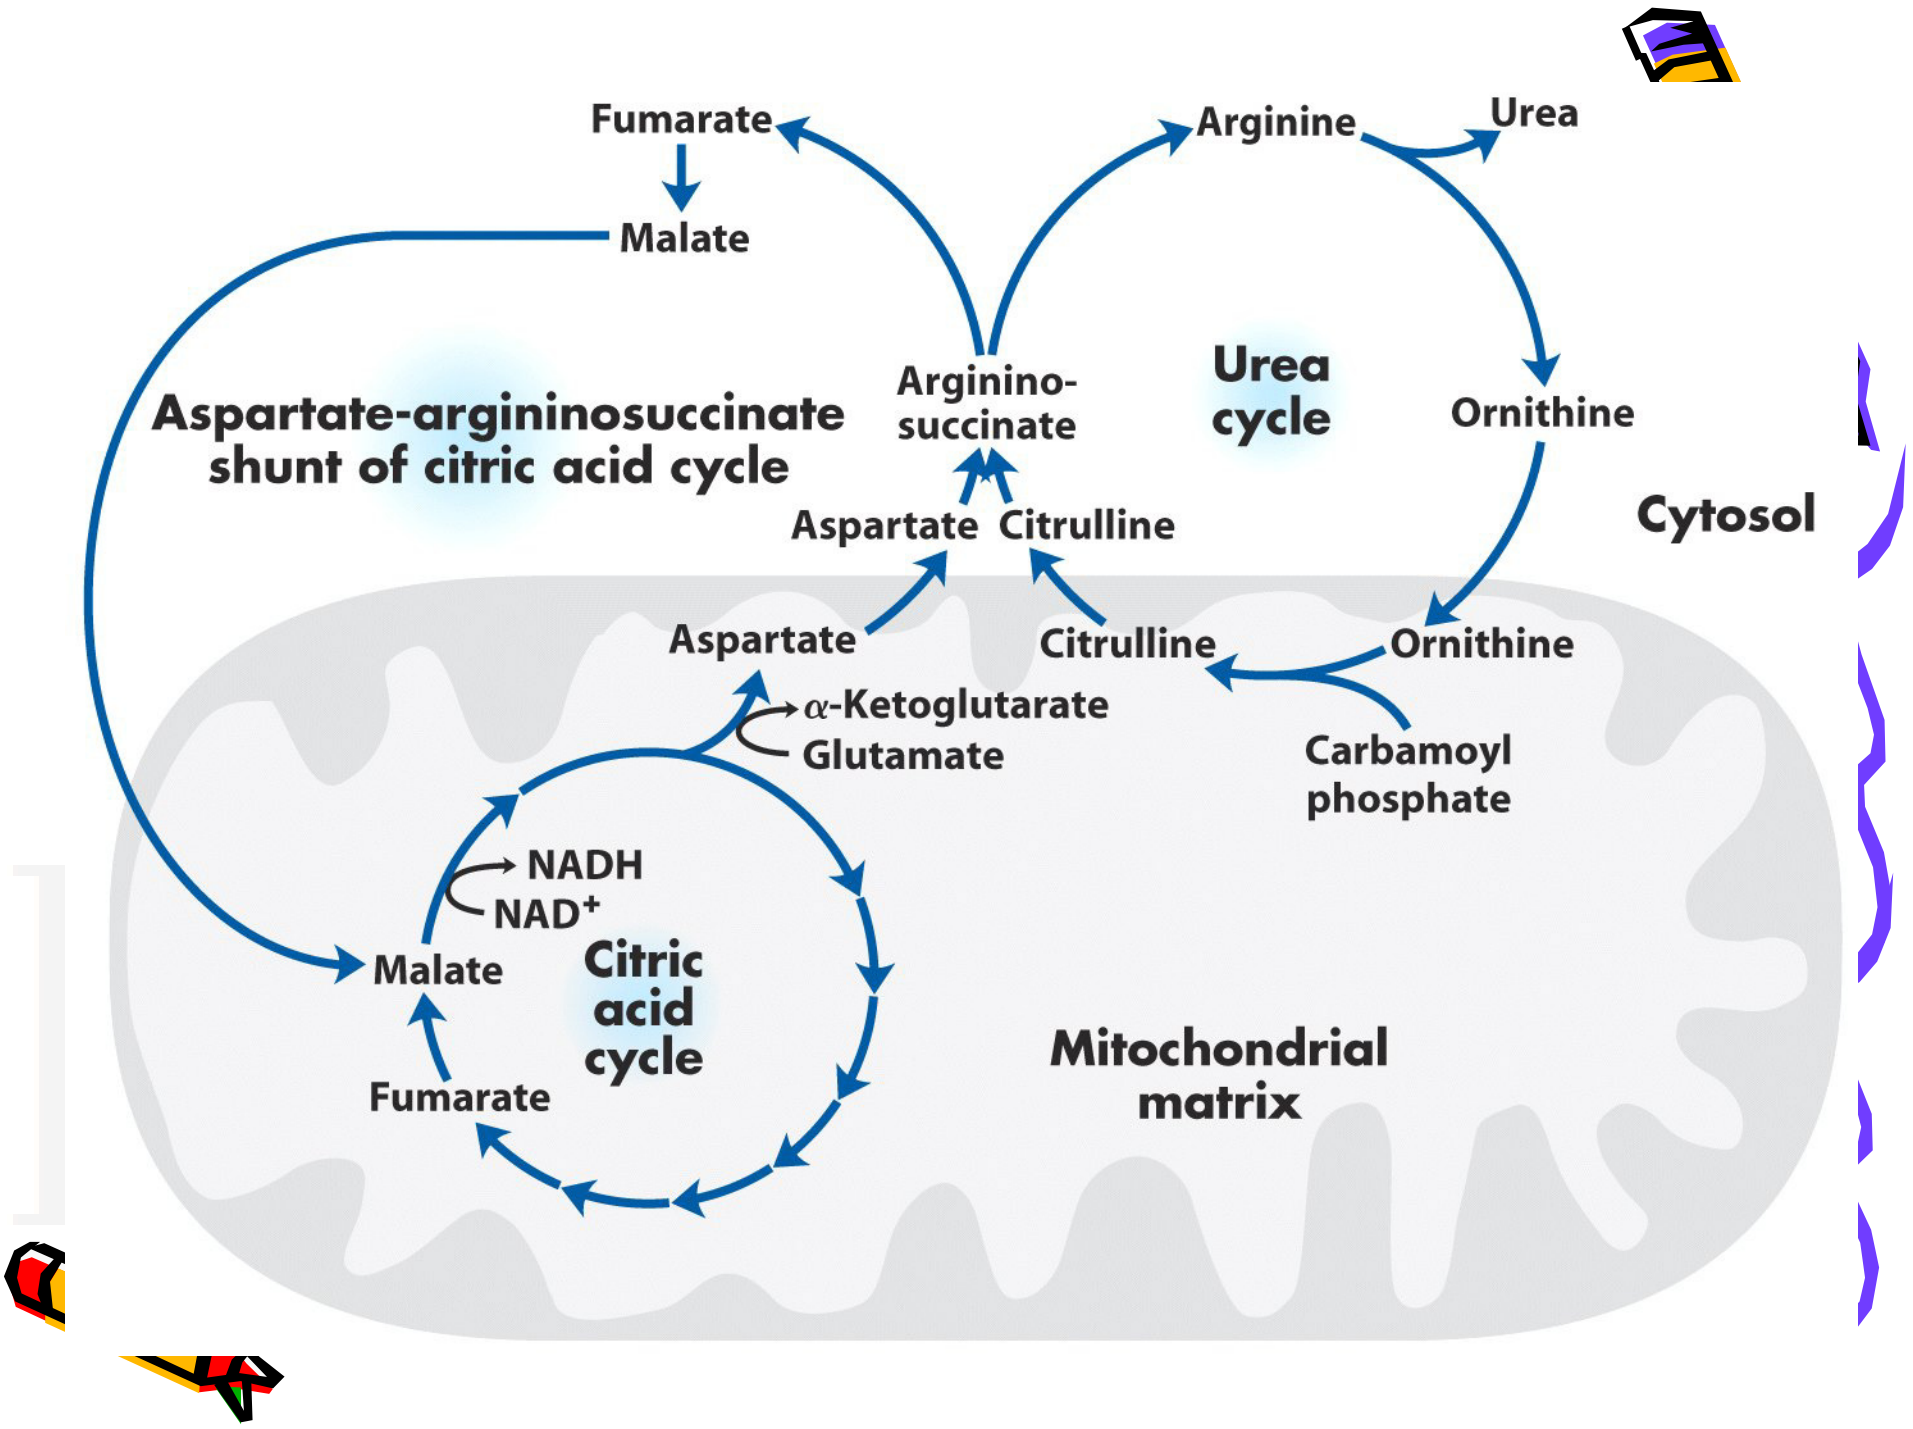 Fumarate
Arginine
Urea
Malate
Aspartate-argininosuccinate
shunt of citric acid cycle
Arginino-
succinate
Urea
cycle
Ornithine
Cytosol
Aspartate
Citrulline
Aspartate
Citrulline
Ornithine
α-Ketoglutarate
Glutamate
Carbamoyl
phosphate
NADH
NAD⁺
Malate
Citric
acid
cycle
Fumarate
Mitochondrial
matrix